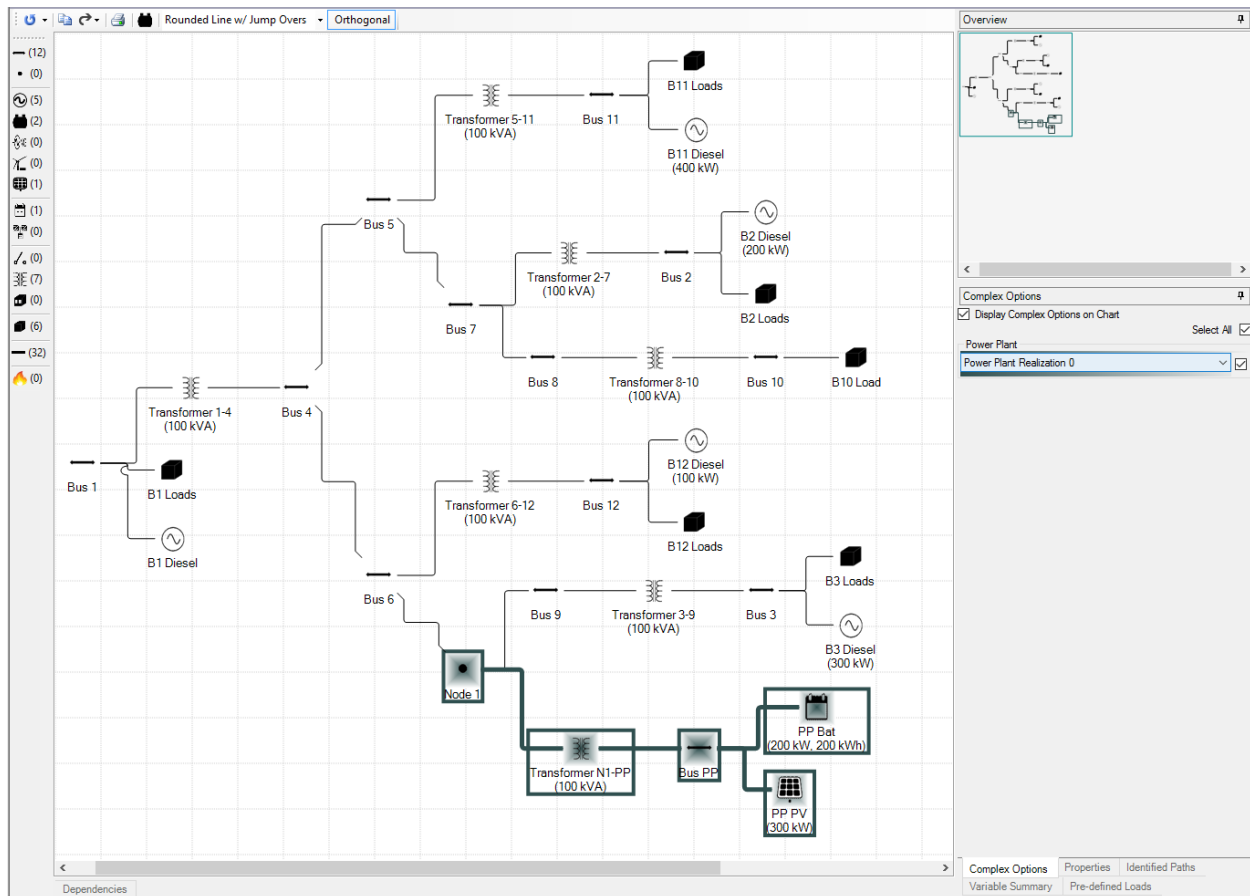 Rounded Line w/ Jump Overs
Orthogonal
Overview
(12)
(0)
(5)
(2)
(0)
(0)
(1)
(1)
(0)
(0)
(7)
(0)
(6)
(32)
(0)
B11 Loads
Transformer 5-11
(100 kVA)
Bus 11
B11 Diesel
(400 kW)
Bus 5
B2 Diesel
(200 kW)
Transformer 2-7
(100 kVA)
Bus 2
B2 Loads
Bus 7
Bus 8
Transformer 8-10
(100 kVA)
Bus 10
B10 Load
Transformer 1-4
(100 kVA)
Bus 4
Bus 1
B1 Loads
B1 Diesel
B12 Diesel
(100 kW)
Transformer 6-12
(100 kVA)
Bus 12
B12 Loads
Bus 6
B3 Loads
Bus 9
Transformer 3-9
(100 kVA)
Bus 3
B3 Diesel
(300 kW)
Node 1
PP Bat
(200 kW, 200 kWh)
Transformer N1-PP
(100 kVA)
Bus PP
PP PV
(300 kW)
Dependencies
Complex Options
Display Complex Options on Chart
Select All
Power Plant
Power Plant Realization 0
Complex Options
Properties
Identified Paths
Variable Summary
Pre-defined Loads